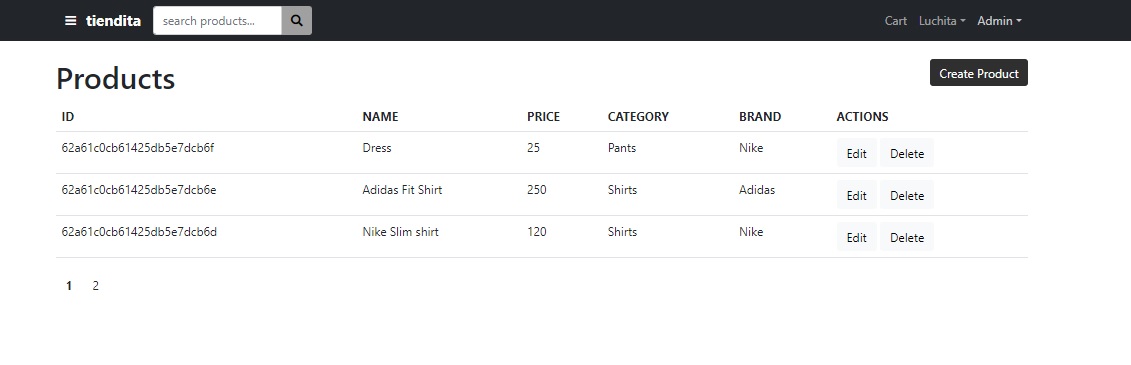 tiendita search products... Cart Luchita Admin
Products Create Product
ID NAME PRICE CATEGORY BRAND ACTIONS
62a61c0cb61425db5e7dcb6f Dress 25 Pants Nike Edit Delete
62a61c0cb61425db5e7dcb6e Adidas Fit Shirt 250 Shirts Adidas Edit Delete
62a61c0cb61425db5e7dcb6d Nike Slim shirt 120 Shirts Nike Edit Delete
1 2